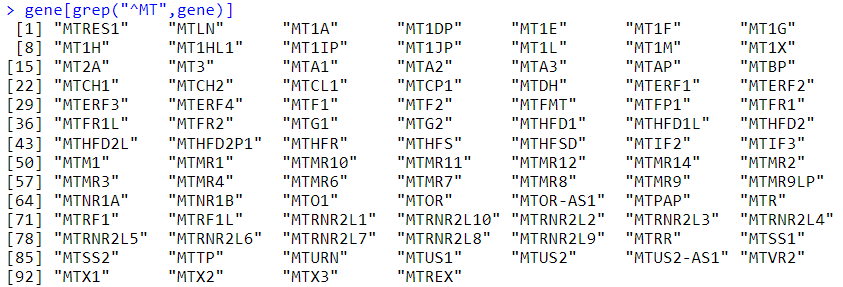 > gene[grep("^MT",gene)]
[1] "MTRES1" "MTLN" "MT1A" "MT1DP" "MT1E" "MT1F" "MT1G"
[8] "MT1H" "MT1HL1" "MT1IP" "MT1JP" "MT1L" "MT1M" "MT1X"
[15] "MT2A" "MT3" "MTA1" "MTA2" "MTA3" "MTAP" "MTBP"
[22] "MTCH1" "MTCH2" "MTCL1" "MTCP1" "MTDH" "MTERF1" "MTERF2"
[29] "MTERF3" "MTERF4" "MTF1" "MTF2" "MTFMT" "MTFP1" "MTFR1"
[36] "MTFR1L" "MTFR2" "MTG1" "MTG2" "MTHFD1" "MTHFD1L" "MTHFD2"
[43] "MTHFD2L" "MTHFD2P1" "MTHFR" "MTHFS" "MTHFSD" "MTIF2" "MTIF3"
[50] "MTM1" "MTMR1" "MTMR10" "MTMR11" "MTMR12" "MTMR14" "MTMR2"
[57] "MTMR3" "MTMR4" "MTMR6" "MTMR7" "MTMR8" "MTMR9" "MTMR9LP"
[64] "MTNR1A" "MTNR1B" "MTO1" "MTOR" "MTOR-AS1" "MTPAP" "MTR"
[71] "MTRF1" "MTRF1L" "MTRNR2L1" "MTRNR2L10" "MTRNR2L2" "MTRNR2L3" "MTRNR2L4"
[78] "MTRNR2L5" "MTRNR2L6" "MTRNR2L7" "MTRNR2L8" "MTRNR2L9" "MTRR" "MTSS1"
[85] "MTSS2" "MTTP" "MTURN" "MTUS1" "MTUS2" "MTUS2-AS1" "MTVR2"
[92] "MTX1" "MTX2" "MTX3" "MTREX"